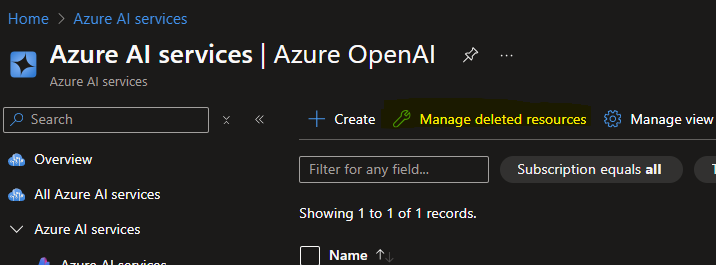 Home > Azure AI services >
Azure AI services | Azure OpenAI
Azure AI services
Search
Create Manage deleted resources Manage view
Overview
Filter for any field... Subscription equals all
All Azure AI services
Showing 1 to 1 of 1 records.
Azure AI services
Name
Azure AI services